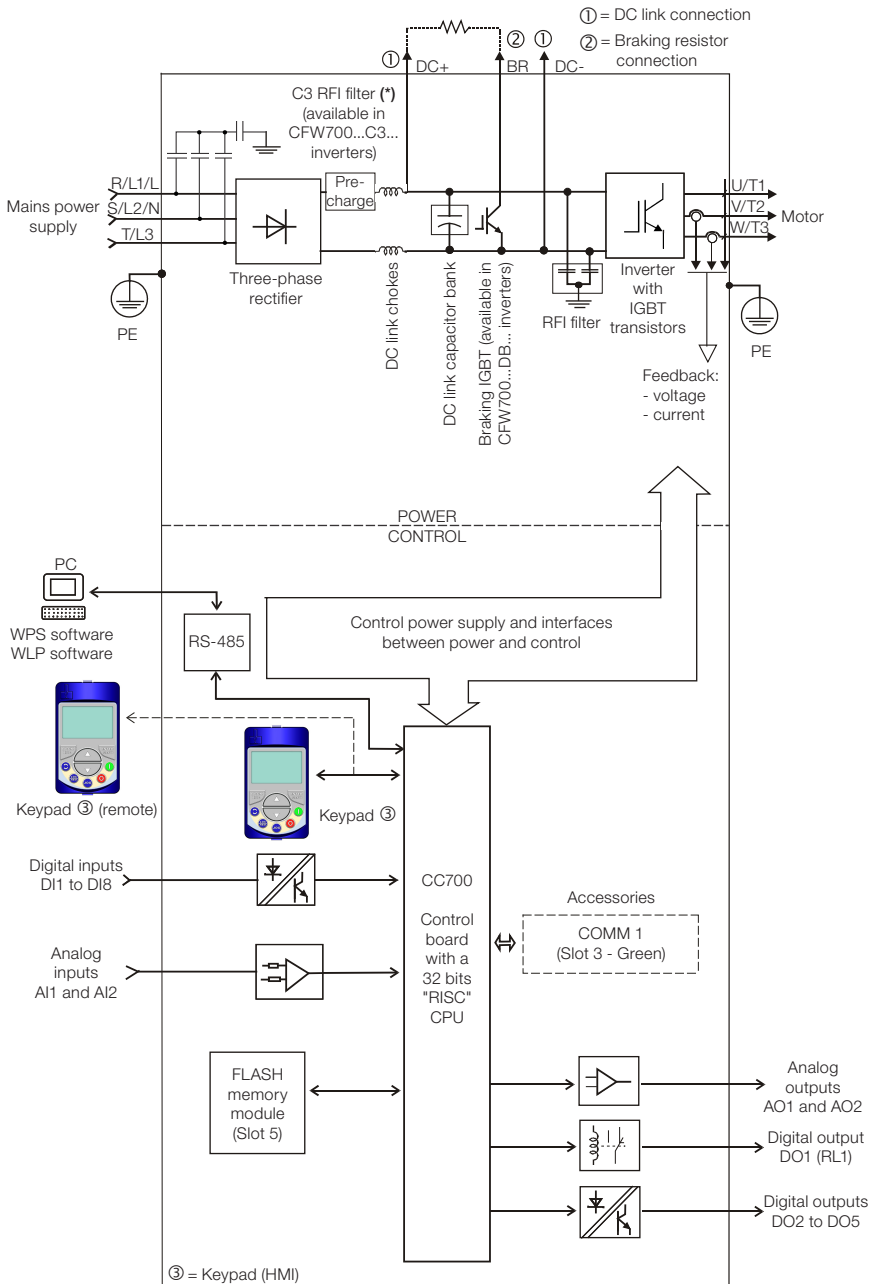 ① = DC link connection
② = Braking resistor
connection
①
②
①
DC+
BR
DC-
C3 RFI filter (*)
(available in
CFW700...C3...
inverters)
Mains power
supply
R/L1/L
S/L2/N
T/L3
Pre-
charge
U/T1
V/T2
W/T3
Motor
PE
Three-phase
rectifier
DC link chokes
DC link capacitor bank
Braking IGBT (available in
CFW700...DB... inverters)
RFI filter
Inverter
with
IGBT
transistors
PE
Feedback:
- voltage
- current
POWER
CONTROL
PC
WPS software
WLP software
RS-485
Control power supply and interfaces
between power and control
Keypad ③ (remote)
Keypad ③
Digital inputs
DI1 to DI8
Analog
inputs
AI1 and AI2
CC700
Control
board
with a
32 bits
"RISC"
CPU
Accessories
COMM 1
(Slot 3 - Green)
FLASH
memory
module
(Slot 5)
Analog
outputs
AO1 and AO2
Digital output
DO1 (RL1)
Digital outputs
DO2 to DO5
③ = Keypad (HMI)